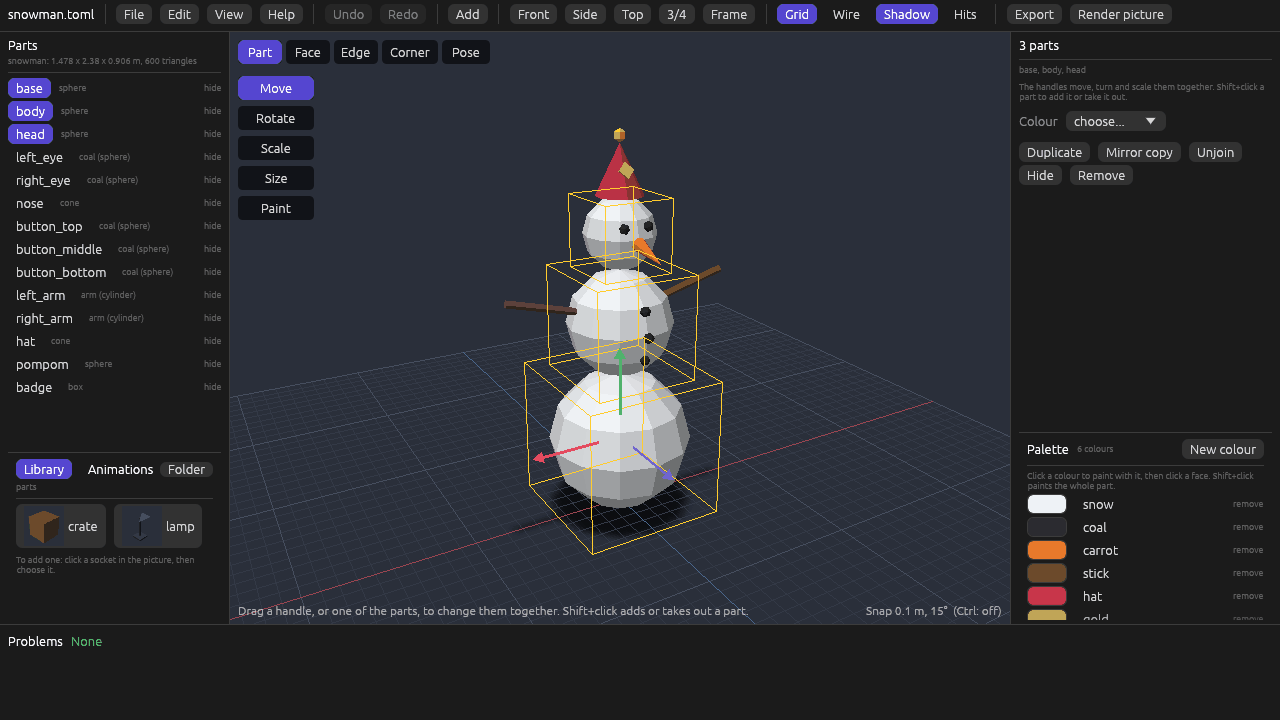 snowman.toml File Edit View Help Undo Redo Add Front Side Top 3/4 Frame Grid Wire Shadow Hits Export Render picture
Parts
snowman: 1.478 x 2.38 x 0.906 m, 600 triangles
base sphere hide
body sphere hide
head sphere hide
left_eye coal (sphere) hide
right_eye coal (sphere) hide
nose cone hide
button_top coal (sphere) hide
button_middle coal (sphere) hide
button_bottom coal (sphere) hide
left_arm arm (cylinder) hide
right_arm arm (cylinder) hide
hat cone hide
pompom sphere hide
badge box hide
Library Animations Folder
parts
crate lamp
To add one: click a socket in the picture, then
choose it.
Part Face Edge Corner Pose
Move
Rotate
Scale
Size
Paint
Drag a handle, or one of the parts, to change them together. Shift+click adds or takes out a part.
Snap 0.1 m, 15° (Ctrl: off)
3 parts
base, body, head
The handles move, turn and scale them together. Shift+click a
part to add it or take it out.
Colour choose...
Duplicate Mirror copy Unjoin
Hide Remove
Palette 6 colours New colour
Click a colour to paint with it, then click a face. Shift+click
paints the whole part.
snow remove
coal remove
carrot remove
stick remove
hat remove
gold remove
Problems None